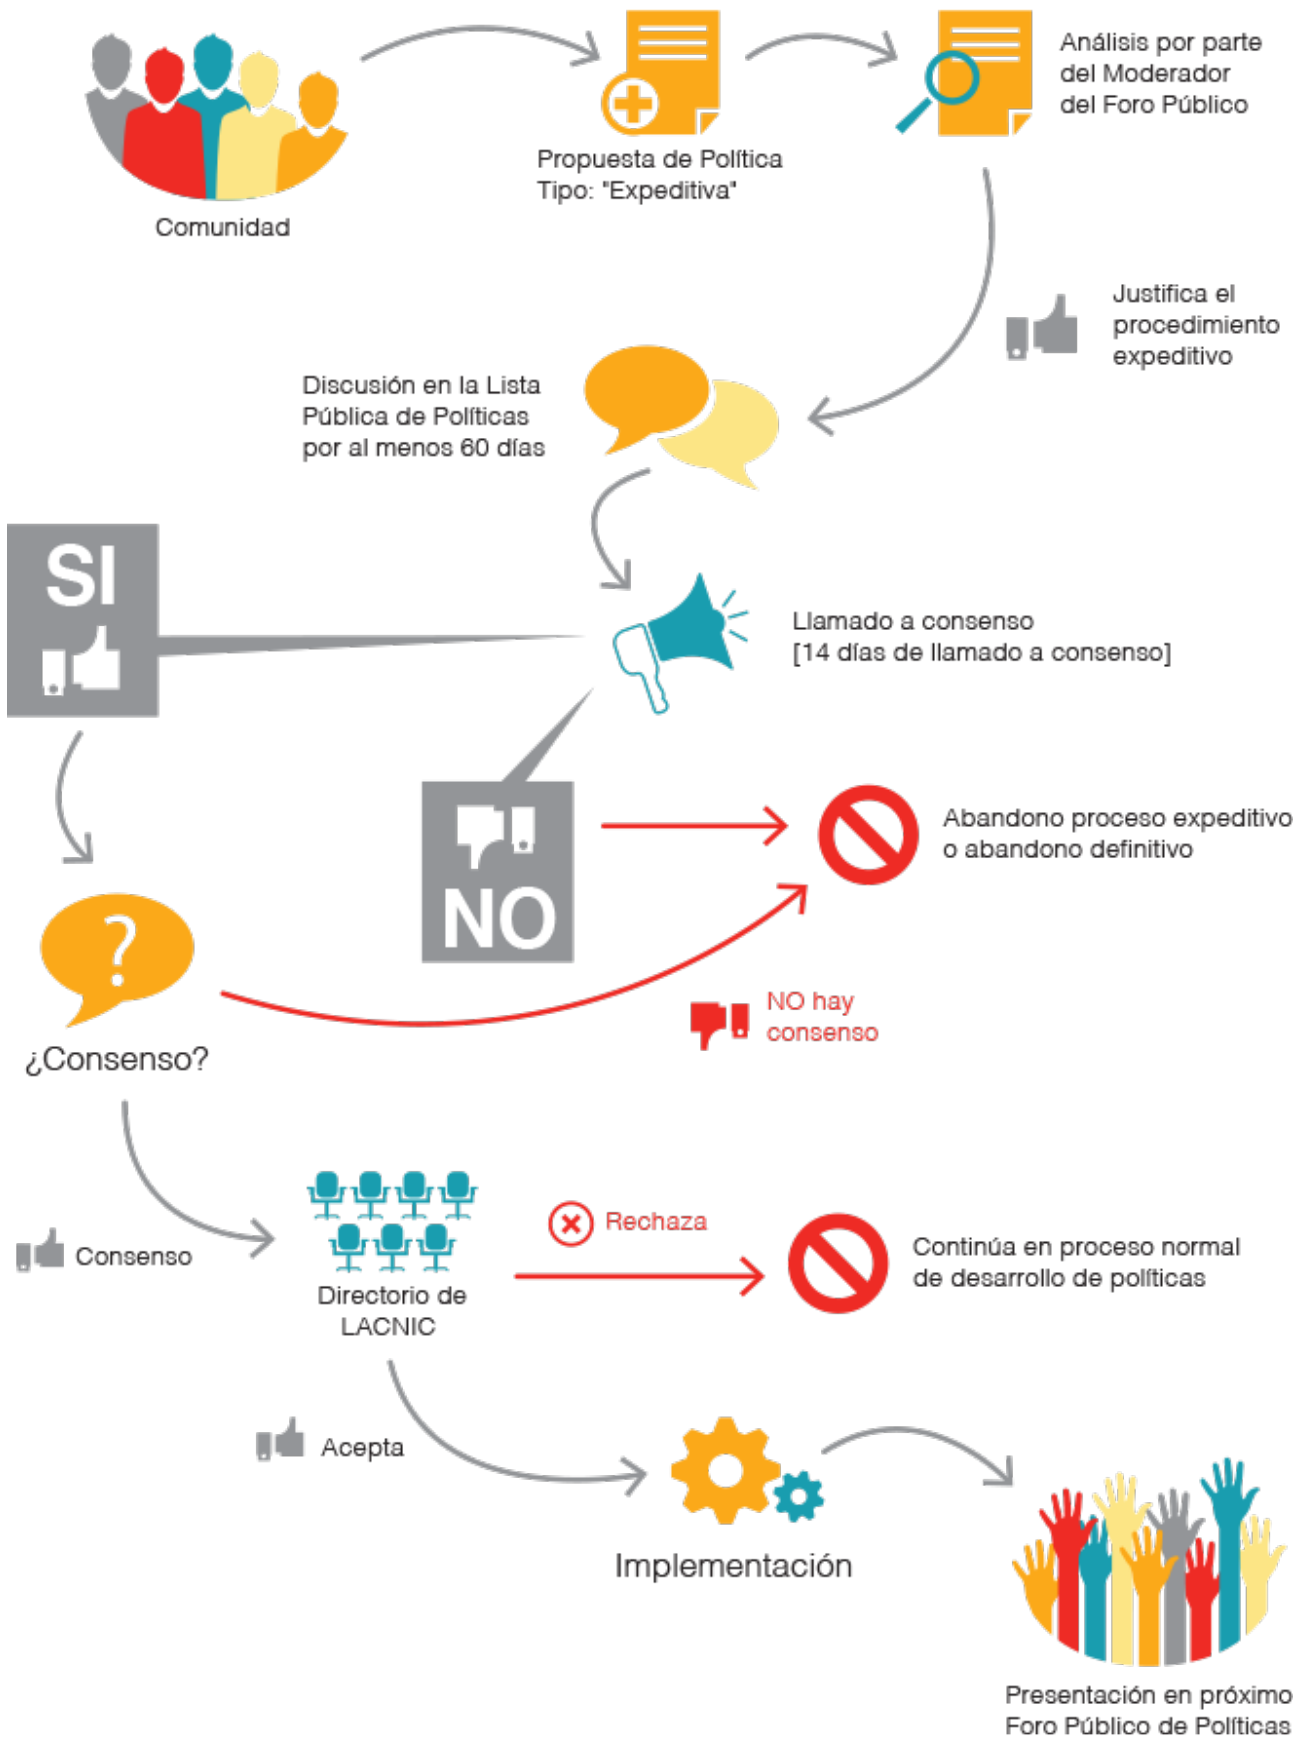 Comunidad
Propuesta de Política
Tipo: "Expeditiva"
Análisis por parte
del Moderador
del Foro Público
Justifica el
procedimiento
expeditivo
Discusión en la Lista
Pública de Políticas
por al menos 60 días
SI
Llamado a consenso
[14 días de llamado a consenso]
NO
Abandono proceso expeditivo
o abandono definitivo
?
¿Consenso?
NO hay
consenso
Consenso
Directorio de
LACNIC
Rechaza
Continúa en proceso normal
de desarrollo de políticas
Acepta
Implementación
Presentación en próximo
Foro Público de Políticas